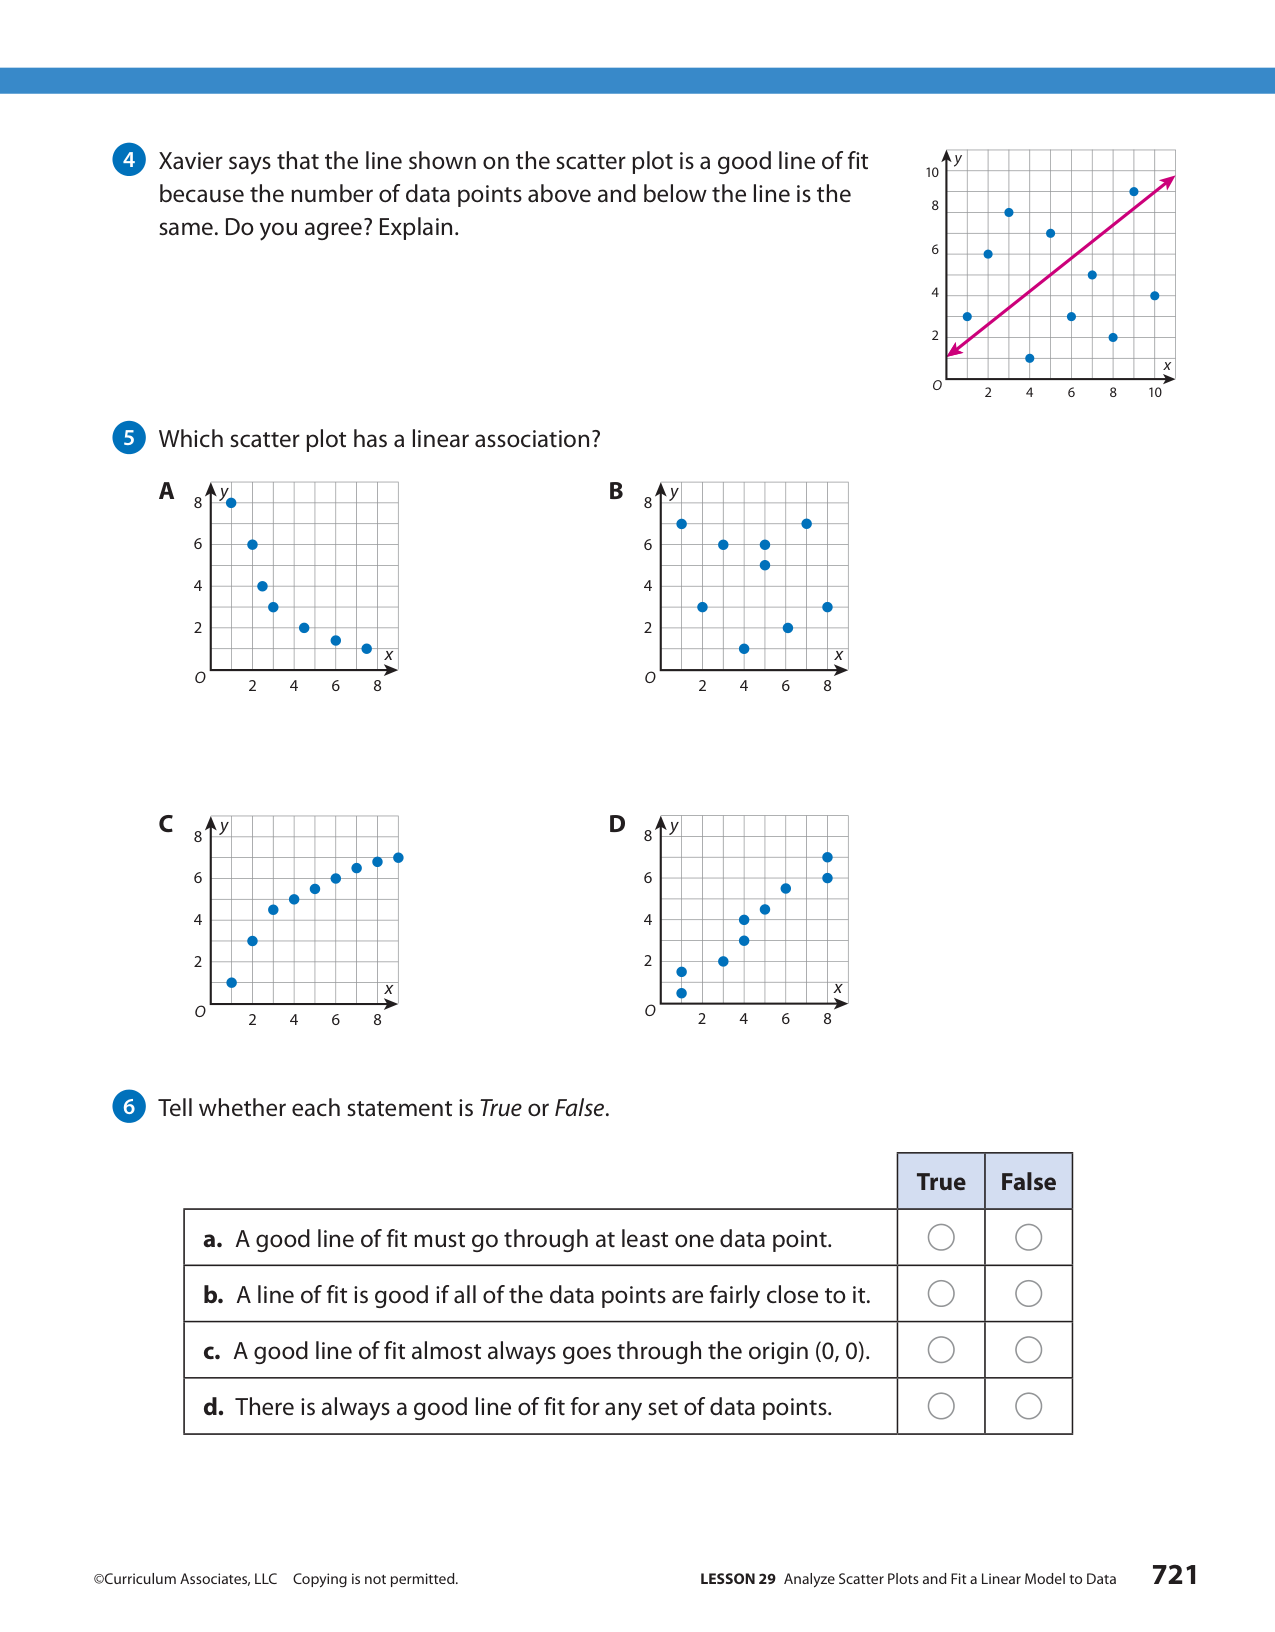 4 Xavier says that the line shown on the scatter plot is a good line of fit
because the number of data points above and below the line is the
same. Do you agree? Explain.
y
10
8
6
4
2
O
2 4 6 8 10
x
5 Which scatter plot has a linear association?
A
y
8
6
4
2
O
2 4 6 8
x
B
y
8
6
4
2
O
2 4 6 8
x
C
y
8
6
4
2
O
2 4 6 8
x
D
y
8
6
4
2
O
2 4 6 8
x
6 Tell whether each statement is True or False.
True False
a. A good line of fit must go through at least one data point.
b. A line of fit is good if all of the data points are fairly close to it.
c. A good line of fit almost always goes through the origin (0, 0).
d. There is always a good line of fit for any set of data points.
©Curriculum Associates, LLC Copying is not permitted.
LESSON 29 Analyze Scatter Plots and Fit a Linear Model to Data 721